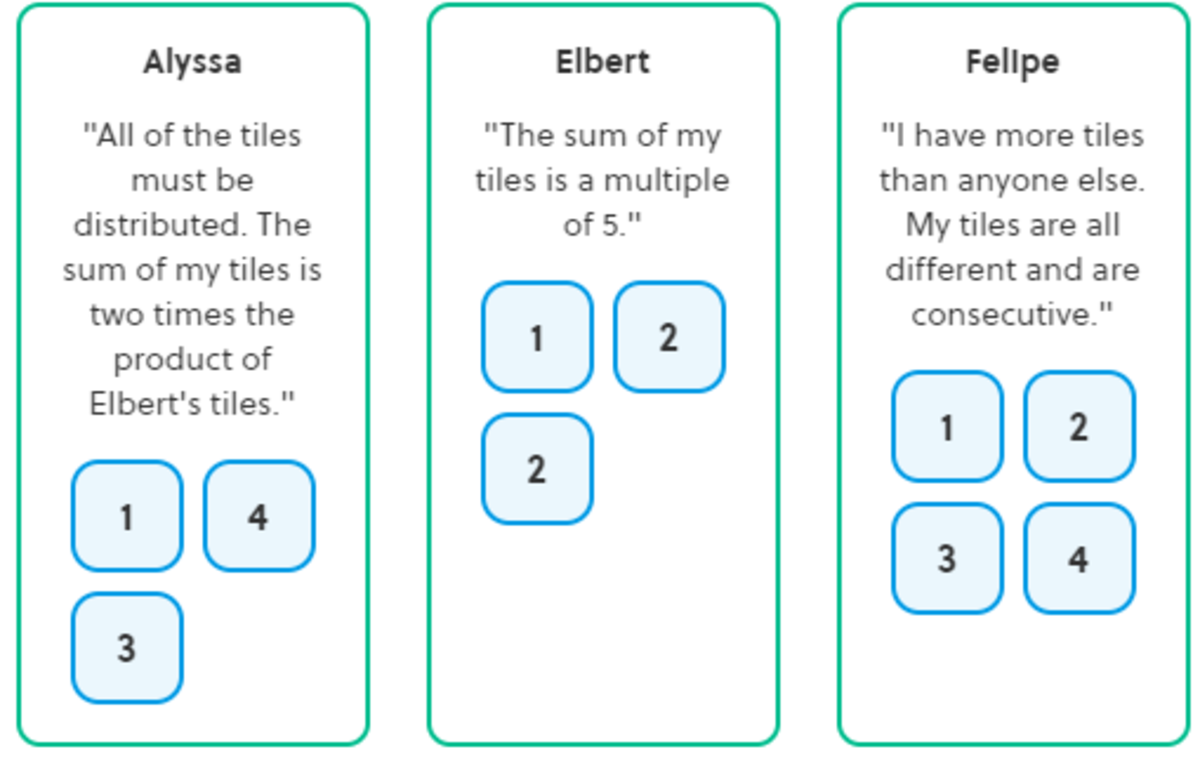 Alyssa
"All of the tiles
must be
distributed. The
sum of my tiles is
two times the
product of
Elbert's tiles."
1 4
3
Elbert
"The sum of my
tiles is a multiple
of 5."
1 2
2
FelIpe
"I have more tiles
than anyone else.
My tiles are all
different and are
consecutive."
1 2
3 4